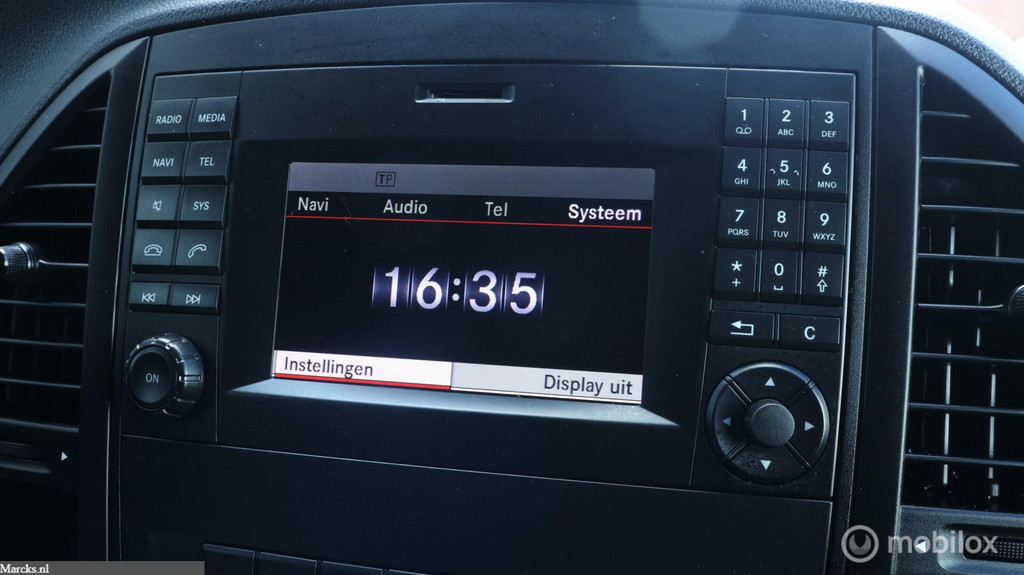 RADIO MEDIA
NAVI TEL
SYS
ON
TP
Navi Audio Tel Systeem
16:35
Instellingen Display uit
1 2 ABC 3 DEF
4 GHI 5 JKL 6 MNO
7 PQRS 8 TUV 9 WXYZ
* + 0 #
C
mobilox
Marcks.nl